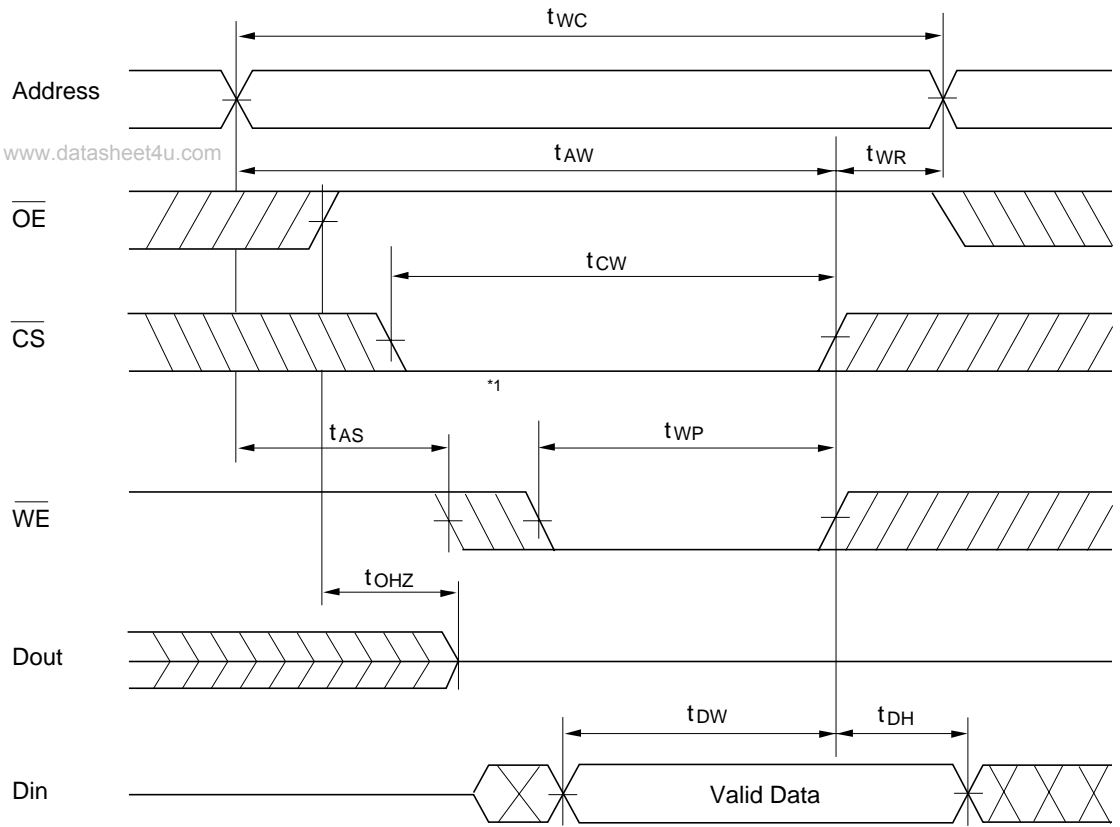 tWC
Address
www.datasheet4u.com
tAW
tWR
OE
tCW
CS
*1
tAS
tWP
WE
tOHZ
Dout
tDW
tDH
Din
Valid Data